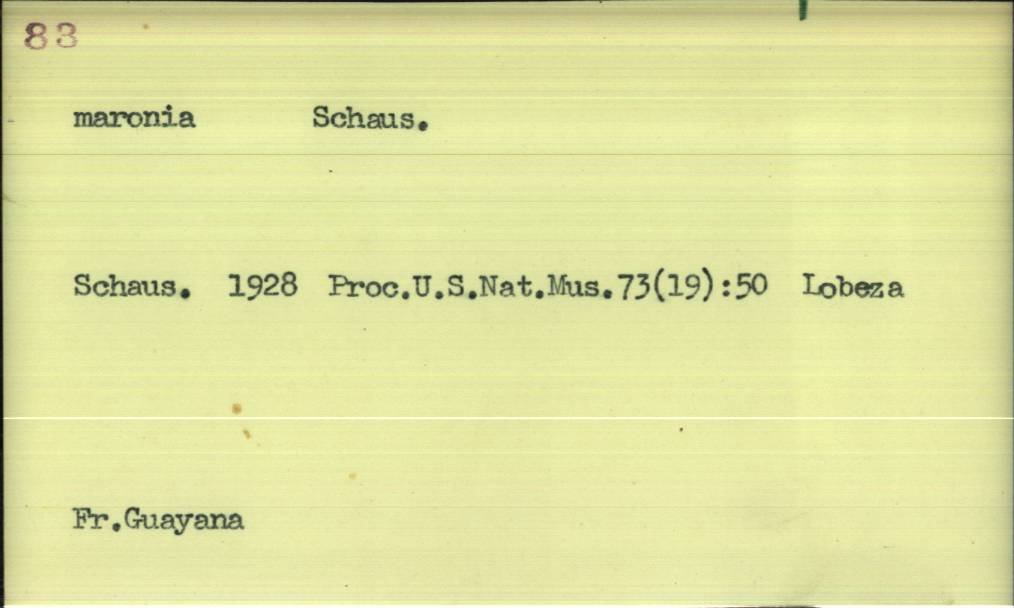 83
maronia Schaus.
Schaus. 1928 Proc.U.S.Nat.Mus.73(19):50 Lobeza
Fr.Guayana